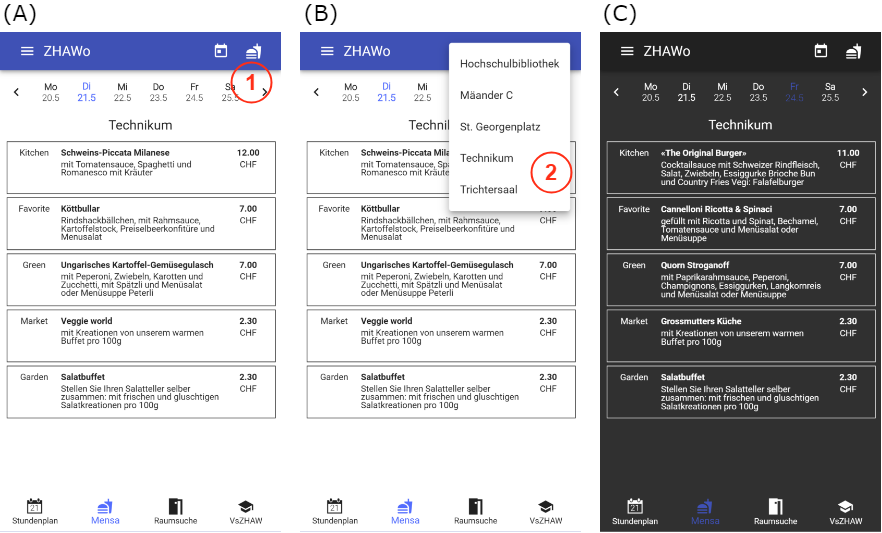 (A)
ZHAWo
1
Mo Di Mi Do Fr Sa
20.5 21.5 22.5 23.5 24.5 25.5
Technikum
Kitchen Schweins-Piccata Milanese 12.00
mit Tomatensauce, Spaghetti und CHF
Romanesco mit Kräuter
Favorite Köttbullar 7.00
Rindshackbällchen, mit Rahmsauce, CHF
Kartoffelstock, Preiselbeerkonfitüre und
Menusalat
Green Ungarisches Kartoffel-Gemüsegulasch 7.00
mit Peperoni, Zwiebeln, Karotten und CHF
Zucchetti, mit Spätzli und Menüsalat
oder Menüsuppe Peterli
Market Veggie world 2.30
mit Kreationen von unserem warmen CHF
Buffet pro 100g
Garden Salatbuffet 2.30
Stellen Sie Ihren Salatteller selber CHF
zusammen: mit frischen und gluschtigen
Salatkreationen pro 100g
21
Stundenplan Mensa Raumsuche VsZHAW
(B)
ZHAWo
Hochschulbibliothek
Mäander C
St. Georgenplatz
Technikum
Trichtersaal
2
Mo Di Mi
20.5 21.5 22.5
Techni
Kitchen Schweins-Piccata Mila
mit Tomatensauce, Spa
Romanesco mit Kräute
Favorite Köttbullar
Rindshackbällchen, mit Rahmsauce, CHF
Kartoffelstock, Preiselbeerkonfitüre und
Menusalat
Green Ungarisches Kartoffel-Gemüsegulasch 7.00
mit Peperoni, Zwiebeln, Karotten und CHF
Zucchetti, mit Spätzli und Menüsalat
oder Menüsuppe Peterli
Market Veggie world 2.30
mit Kreationen von unserem warmen CHF
Buffet pro 100g
Garden Salatbuffet 2.30
Stellen Sie Ihren Salatteller selber CHF
zusammen: mit frischen und gluschtigen
Salatkreationen pro 100g
21
Stundenplan Mensa Raumsuche VsZHAW
(C)
ZHAWo
Mo Di Mi Do Fr Sa
20.5 21.5 22.5 23.5 24.5 25.5
Technikum
Kitchen «The Original Burger» 11.00
Cocktailsauce mit Schweizer Rindfleisch, CHF
Salat, Zwiebeln, Essiggurke Brioche Bun
und Country Fries Vegi: Falafelburger
Favorite Cannelloni Ricotta & Spinaci 7.00
gefüllt mit Ricotta und Spinat, Bechamel, CHF
Tomatensauce und Menüsalat oder
Menüsuppe
Green Quorn Stroganoff 7.00
mit Paprikarahmsauce, Peperoni, CHF
Champignons, Essiggurken, Langkornreis
und Menüsalat oder Menüsuppe
Market Grossmutters Küche 2.30
mit Kreationen von unserem warmen CHF
Buffet pro 100g
Garden Salatbuffet 2.30
Stellen Sie Ihren Salatteller selber CHF
zusammen: mit frischen und gluschtigen
Salatkreationen pro 100g
21
Stundenplan Mensa Raumsuche VsZHAW